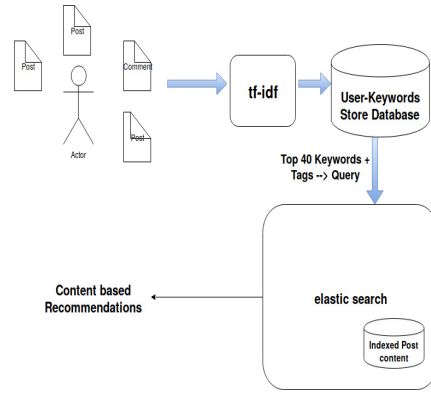 Post
Post
Comment
Post
Actor
tf-idf
User-Keywords
Store Database
Top 40 Keywords +
Tags --> Query
elastic search
Indexed Post
content
Content based
Recommendations